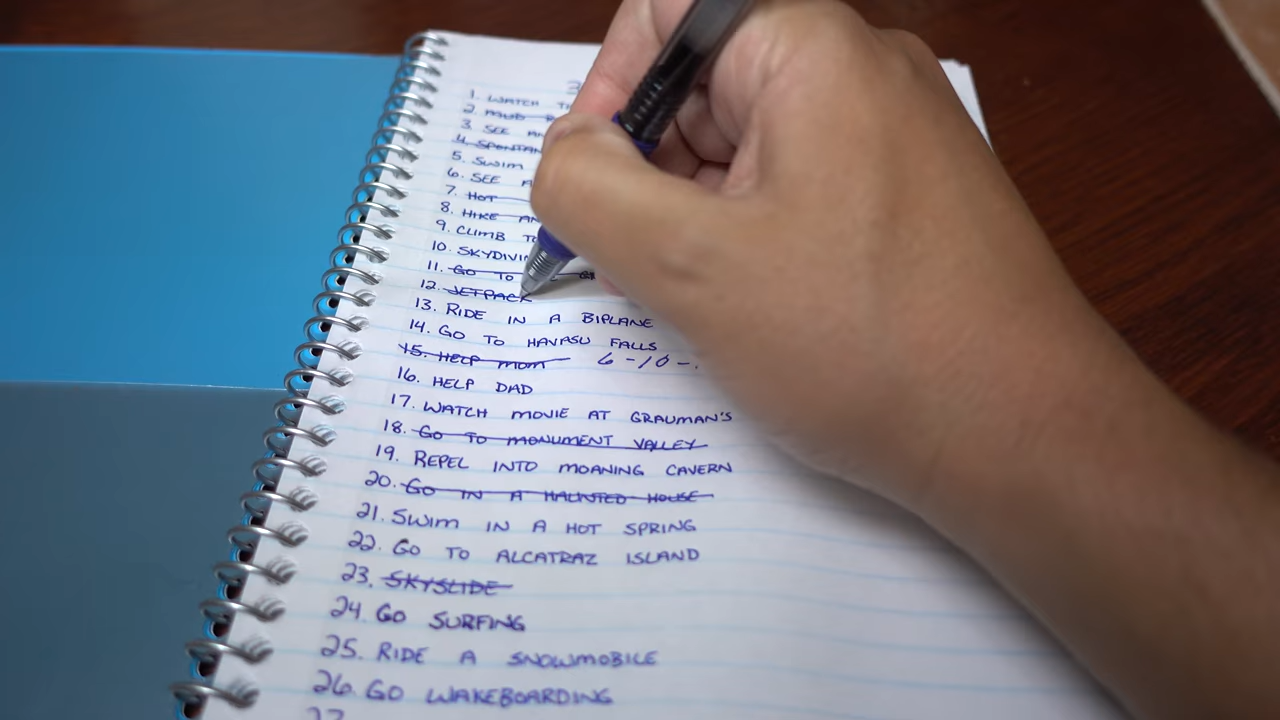 1. WATCH
2. MUD
3. SEE AN
4. SPONTAN
5. SWIM
6. SEE A
7. HOT
8. HIKE AN
9. CLIMB TO
10. SKYDIVIN
11. GO TO
12. JETPACK
13. RIDE IN A BIPLANE
14. GO TO HAVASU FALLS
15. HELP MOM 6-10-
16. HELP DAD
17. WATCH MOVIE AT GRAUMAN'S
18. GO TO MONUMENT VALLEY
19. REPEL INTO MOANING CAVERN
20. GO IN A HAUNTED HOUSE
21. SWIM IN A HOT SPRING
22. GO TO ALCATRAZ ISLAND
23. SKYSLIDE
24. GO SURFING
25. RIDE A SNOWMOBILE
26. GO WAKEBOARDING
27